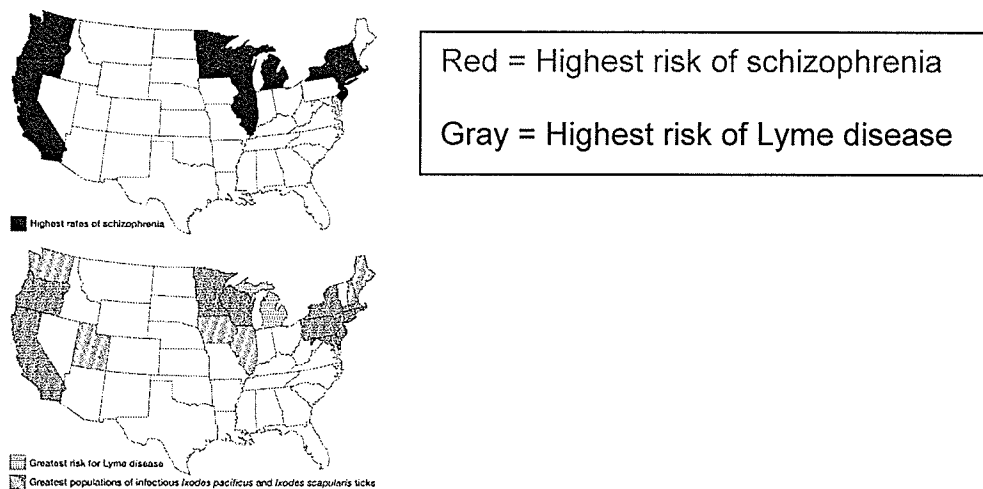 Red = Highest risk of schizophrenia
Gray = Highest risk of Lyme disease
Highest rates of schizophrenia
Greatest risk for Lyme disease
Greatest populations of infectious Ixodes pacificus and Ixodes scapularis ticks